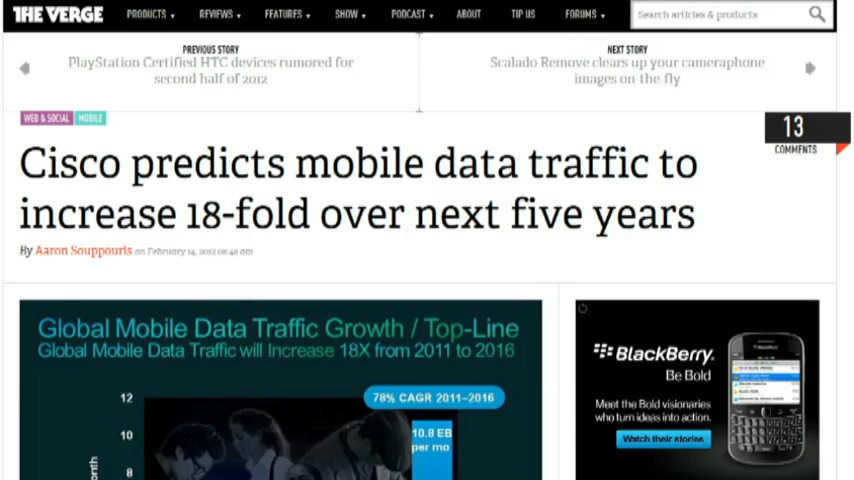 THE VERGE
PRODUCTS REVIEWS FEATURES SHOW PODCAST ABOUT TIP US FORUMS Search articles & products
PREVIOUS STORY
PlayStation Certified HTC devices rumored for
second half of 2012
NEXT STORY
Scalado Remove clears up your cameraphone
images on the fly
WEB & SOCIAL MOBILE
13
COMMENTS
Cisco predicts mobile data traffic to
increase 18-fold over next five years
By Aaron Souppouris on February 14, 2012 08:48 am
Global Mobile Data Traffic Growth / Top-Line
Global Mobile Data Traffic will Increase 18X from 2011 to 2016
78% CAGR 2011–2016
12
10
8
10.8 EB
per mo
BlackBerry.
Be Bold
Meet the Bold visionaries
who turn ideas into action.
Watch their stories